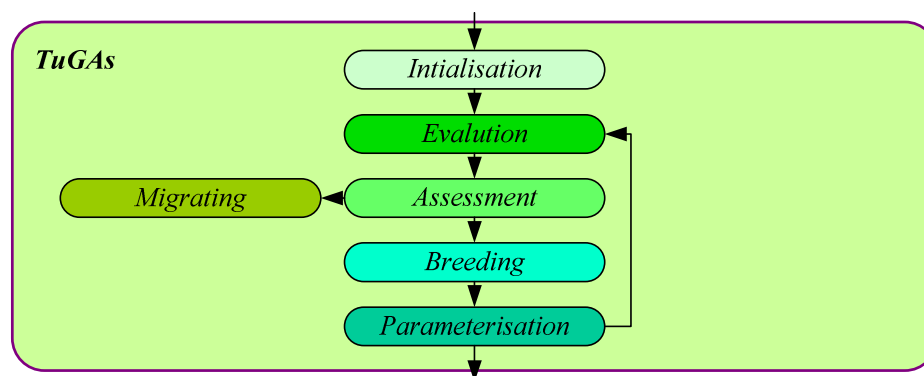 TuGAs
Intialisation
Evalution
Migrating
Assessment
Breeding
Parameterisation